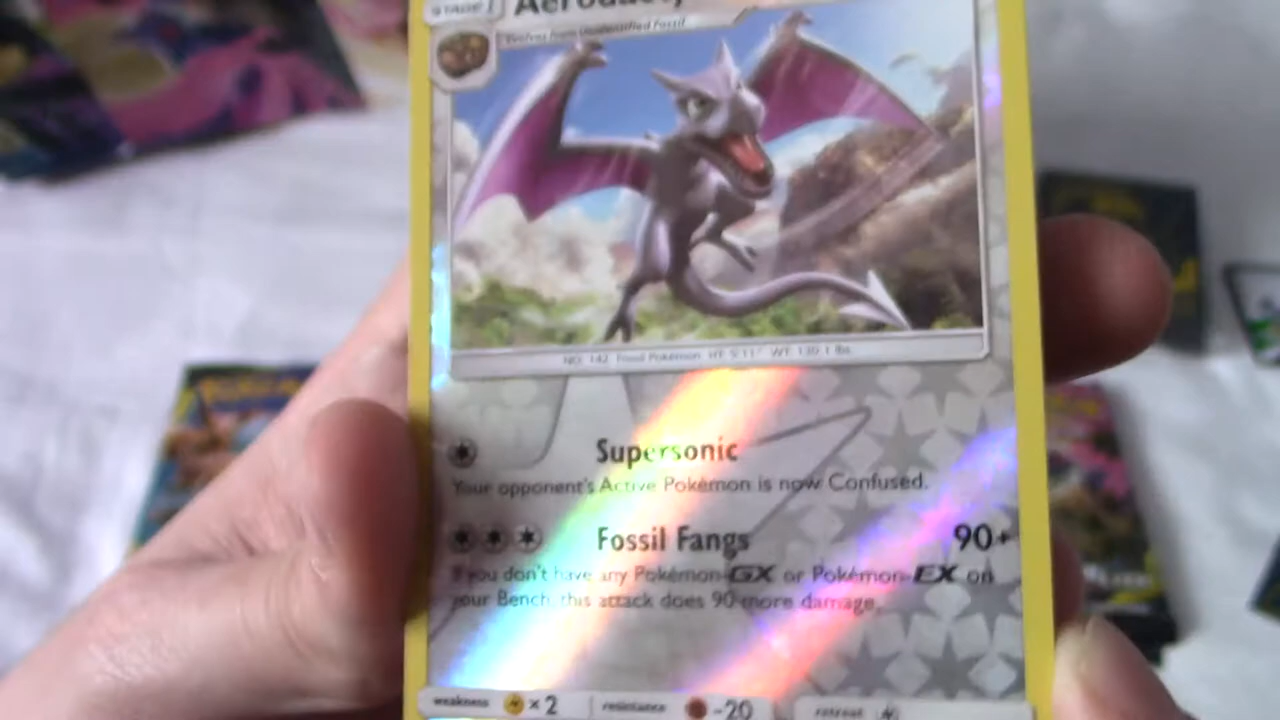 STAGE 1
Aerodactyl
Evolves from Unidentified Fossil
NO. 142 Fossil Pokémon HT: 5'11" WT: 130.1 lbs.
Supersonic
Your opponent's Active Pokémon is now Confused.
Fossil Fangs 90+
If you don't have any Pokémon-GX or Pokémon-EX on
your Bench, this attack does 90 more damage.
weakness ×2 resistance -20 retreat